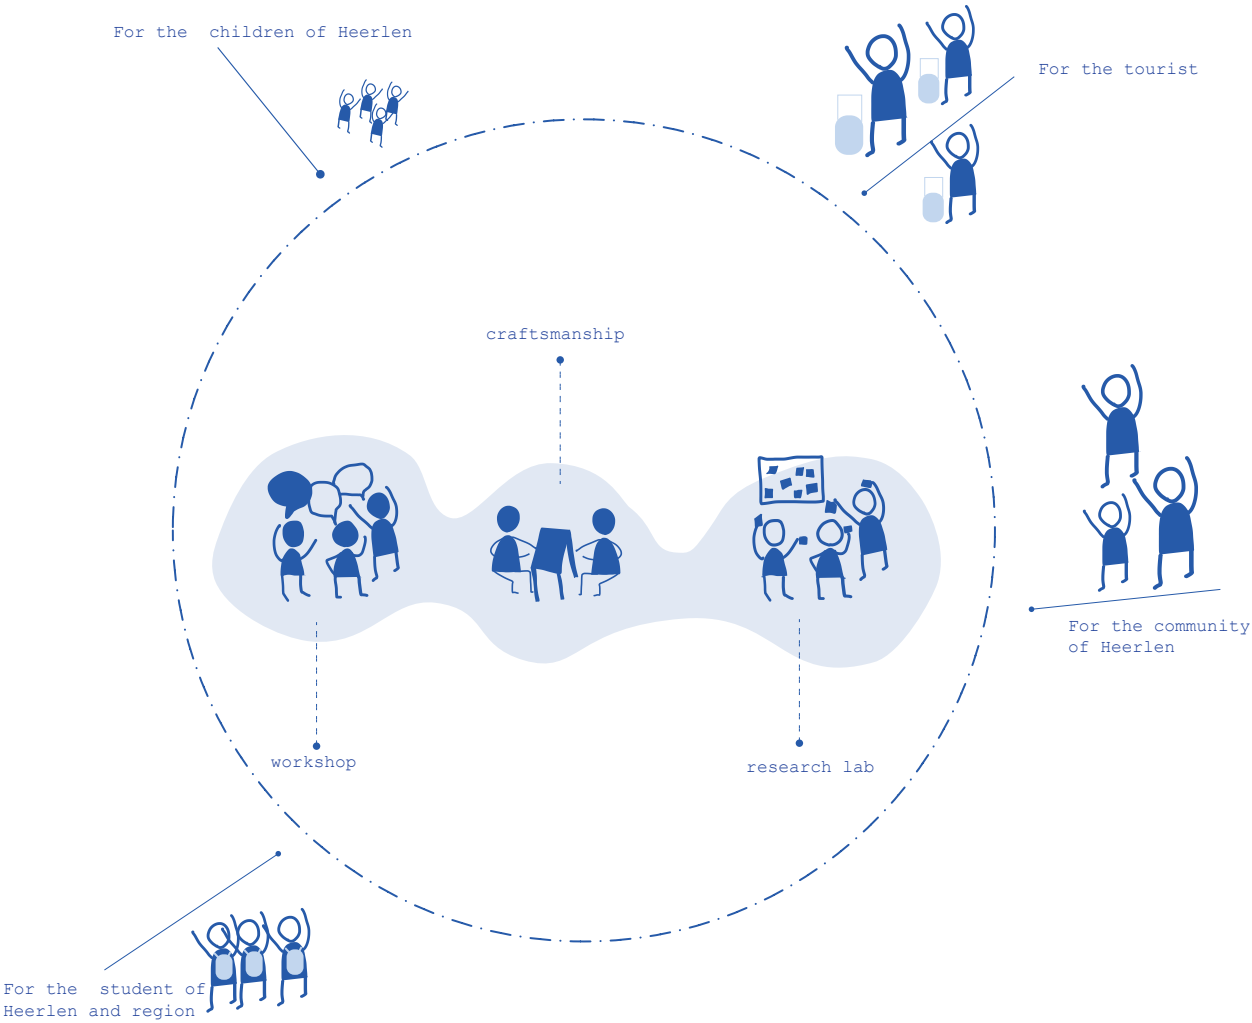 For the children of Heerlen
For the tourist
craftsmanship
For the community
of Heerlen
workshop
research lab
For the student of
Heerlen and region